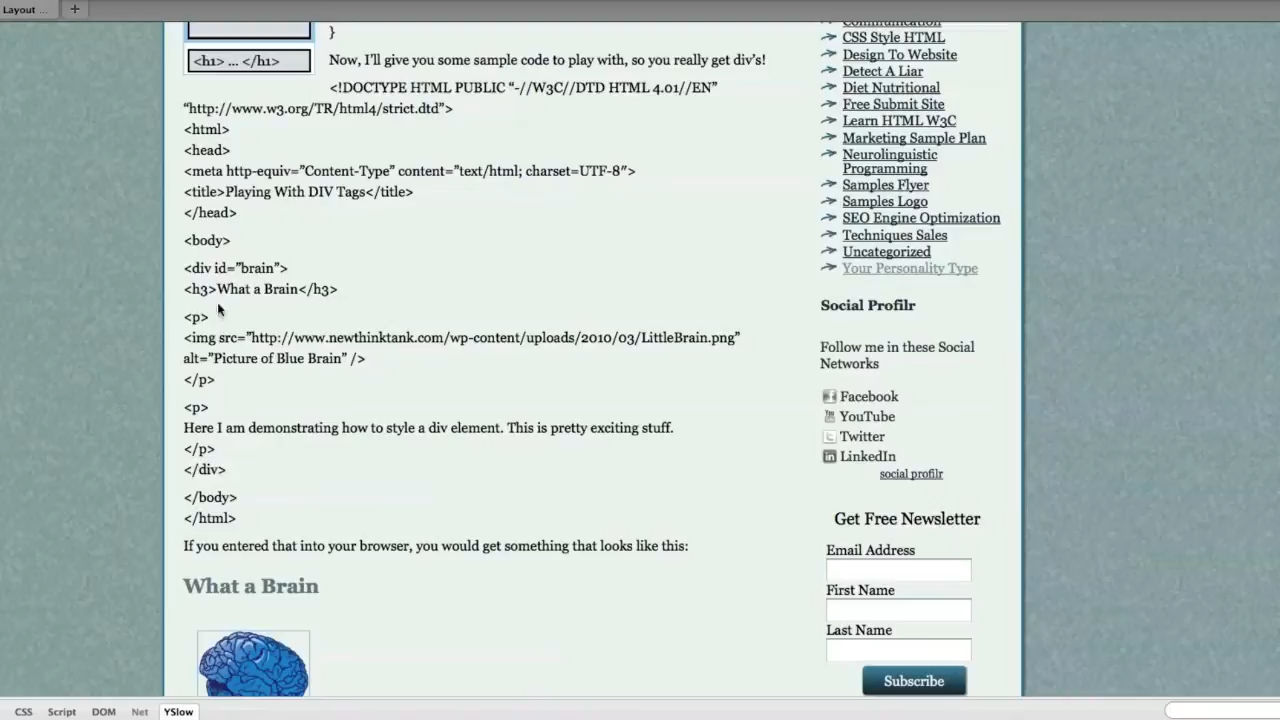 Layout ...
+
}
<h1> ... </h1>
Now, I'll give you some sample code to play with, so you really get div's!
<!DOCTYPE HTML PUBLIC “-//W3C//DTD HTML 4.01//EN”
“http://www.w3.org/TR/html4/strict.dtd”>
<html>
<head>
<meta http-equiv=”Content-Type” content=”text/html; charset=UTF-8″>
<title>Playing With DIV Tags</title>
</head>
<body>
<div id=”brain”>
<h3>What a Brain</h3>
<p>
<img src=”http://www.newthinktank.com/wp-content/uploads/2010/03/LittleBrain.png”
alt=”Picture of Blue Brain” />
</p>
<p>
Here I am demonstrating how to style a div element. This is pretty exciting stuff.
</p>
</div>
</body>
</html>
If you entered that into your browser, you would get something that looks like this:
What a Brain
Communication
CSS Style HTML
Design To Website
Detect A Liar
Diet Nutritional
Free Submit Site
Learn HTML W3C
Marketing Sample Plan
Neurolinguistic
Programming
Samples Flyer
Samples Logo
SEO Engine Optimization
Techniques Sales
Uncategorized
Your Personality Type
Social Profilr
Follow me in these Social
Networks
Facebook
YouTube
Twitter
LinkedIn
social profilr
Get Free Newsletter
Email Address
First Name
Last Name
Subscribe
CSS Script DOM Net YSlow